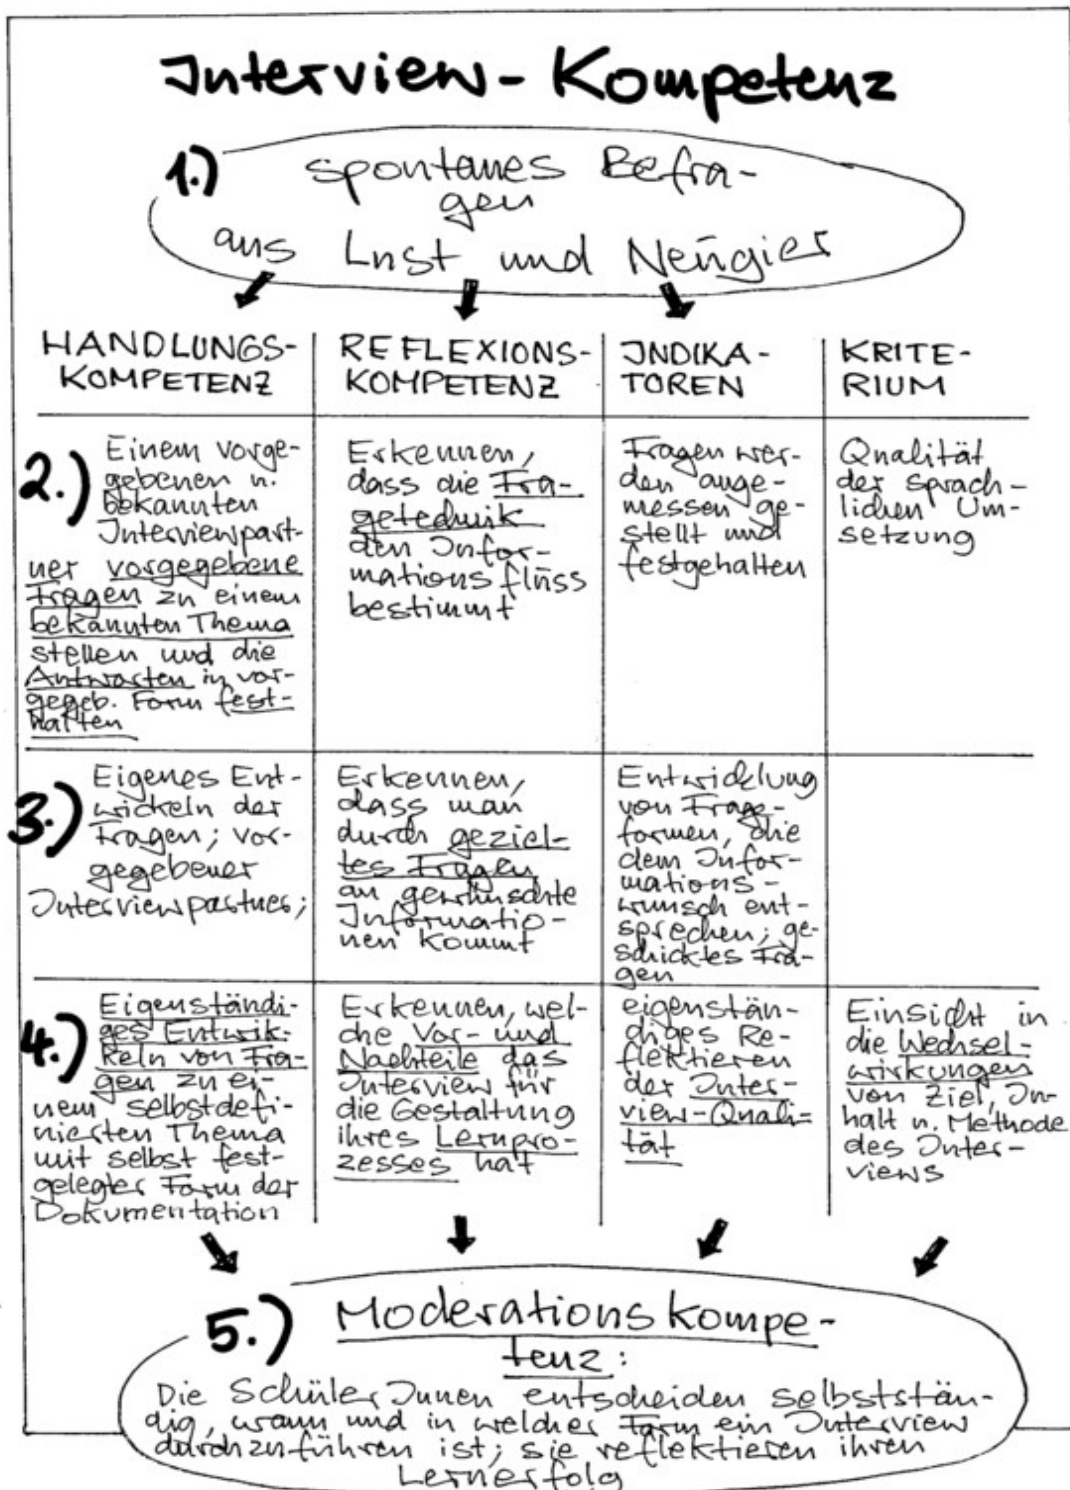 Interview-Kompetenz
1.) spontanes Befra-
gen
aus Lust und Neugier
HANDLUNGS-
KOMPETENZ
REFLEXIONS-
KOMPETENZ
INDIKA-
TOREN
KRITE-
RIUM
2.) Einem vorge-
gebenen u.
bekannten
Interviewpart-
ner vorgegebene
Fragen zu einem
bekannten Thema
stellen und die
Antworten in vor-
gegeb. Form fest-
halten
Erkennen,
dass die Fra-
getechnik
den Infor-
mationsfluss
bestimmt
Fragen wer-
den ange-
messen ge-
stellt und
festgehalten
Qualität
der sprach-
lichen Um-
setzung
3.) Eigenes Ent-
wickeln der
Fragen; vor-
gegebener
Interviewpartner;
Erkennen,
dass man
durch geziel-
tes Fragen
an gewünschte
Informatio-
nen kommt
Entwicklung
von Frage-
formen, die
dem Infor-
mations-
wunsch ent-
sprechen; ge-
schicktes Fra-
gen
4.) Eigenständi-
ges Entwik-
keln von Fra-
gen zu ei-
nem selbstdefi-
nierten Thema
mit selbst fest-
gelegter Form der
Dokumentation
Erkennen, wel-
che Vor- und
Nachteile das
Interview für
die Gestaltung
ihres Lernpro-
zesses hat
eigenstän-
diges Re-
flektieren
der Inter-
view-Quali-
tät
Einsicht in
die Wechsel-
wirkungen
von Ziel, In-
halt u. Methode
des Inter-
views
5.) Moderationskompe-
tenz:
Die SchülerInnen entscheiden selbststän-
dig, wann und in welcher Form ein Interview
durchzuführen ist; sie reflektieren ihren
Lernerfolg